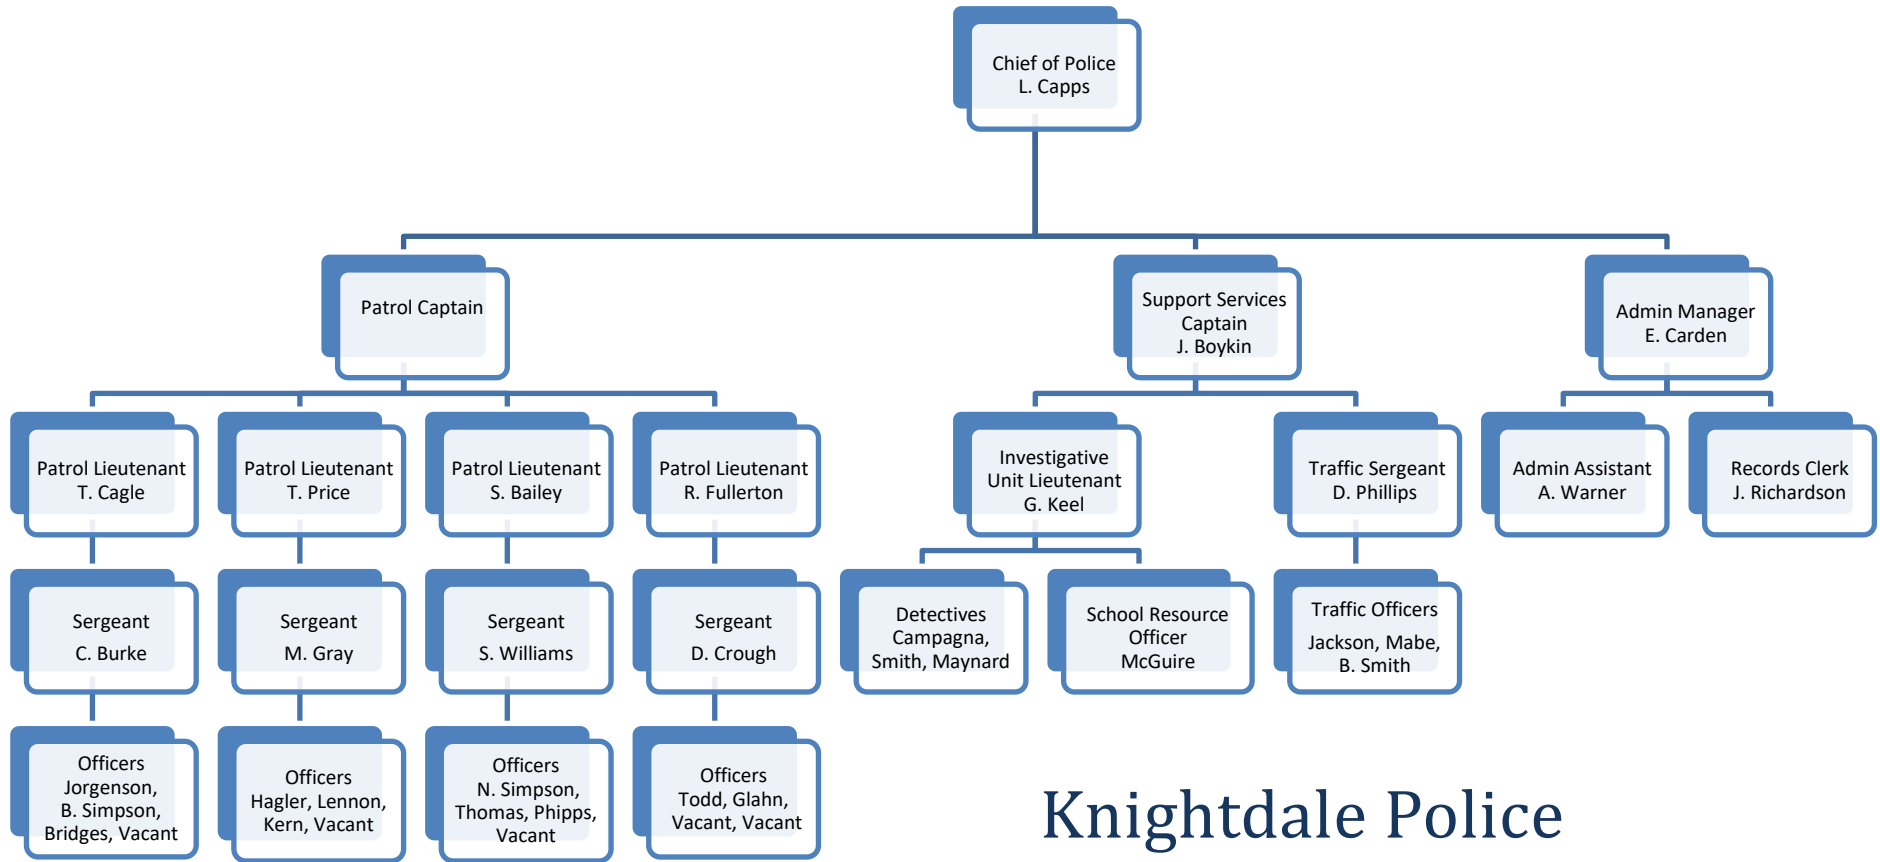 Chief of Police
L. Capps
Patrol Captain
Support Services
Captain
J. Boykin
Admin Manager
E. Carden
Patrol Lieutenant
T. Cagle
Patrol Lieutenant
T. Price
Patrol Lieutenant
S. Bailey
Patrol Lieutenant
R. Fullerton
Investigative
Unit Lieutenant
G. Keel
Traffic Sergeant
D. Phillips
Admin Assistant
A. Warner
Records Clerk
J. Richardson
Sergeant
C. Burke
Sergeant
M. Gray
Sergeant
S. Williams
Sergeant
D. Crough
Detectives
Campagna,
Smith, Maynard
School Resource
Officer
McGuire
Traffic Officers
Jackson, Mabe,
B. Smith
Officers
Jorgenson,
B. Simpson,
Bridges, Vacant
Officers
Hagler, Lennon,
Kern, Vacant
Officers
N. Simpson,
Thomas, Phipps,
Vacant
Officers
Todd, Glahn,
Vacant, Vacant
Knightdale Police